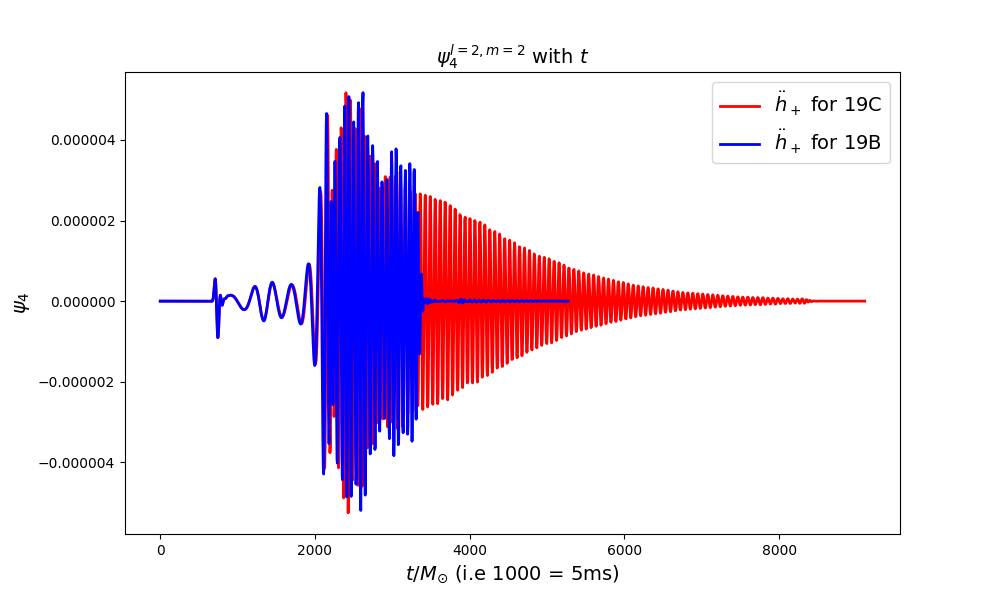 ψ₄^{l=2,m=2} with t
ḧ₊ for 19C
ḧ₊ for 19B
0.000004
0.000002
0.000000
−0.000002
−0.000004
ψ₄
0 2000 4000 6000 8000
t/M⊙ (i.e 1000 = 5ms)